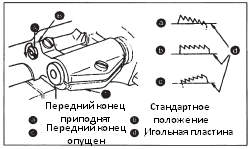 a
b
d
c
Передний конец приподнят
Стандартное положение
Передний конец опущен
Игольная пластина